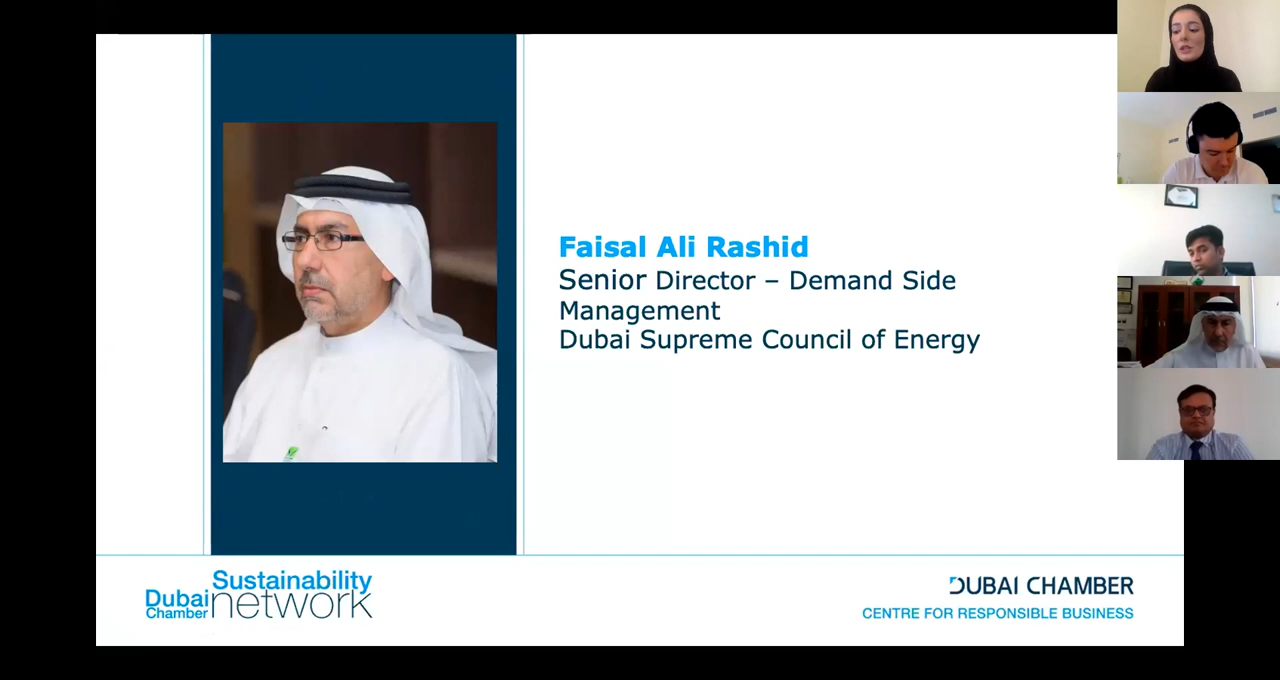 Faisal Ali Rashid
Senior Director – Demand Side
Management
Dubai Supreme Council of Energy
Dubai Chamber Sustainability network
DUBAI CHAMBER
CENTRE FOR RESPONSIBLE BUSINESS